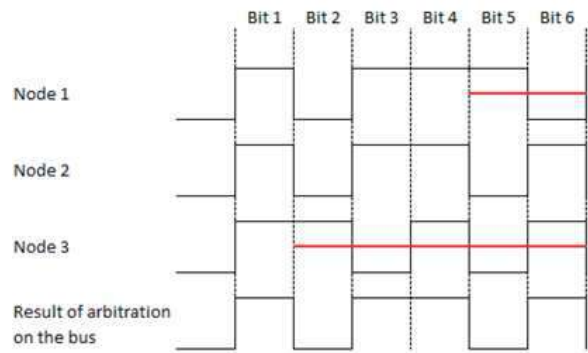 Bit 1 Bit 2 Bit 3 Bit 4 Bit 5 Bit 6
Node 1
Node 2
Node 3
Result of arbitration
on the bus